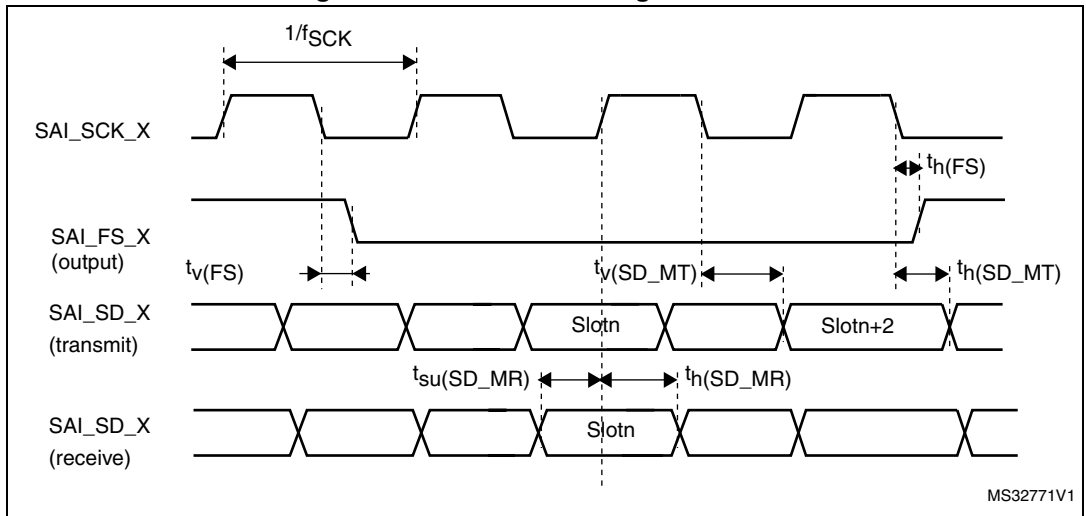 1/fSCK
SAI_SCK_X
th(FS)
SAI_FS_X
(output)
tv(FS)
tv(SD_MT)
th(SD_MT)
SAI_SD_X
(transmit)
Slotn
Slotn+2
tsu(SD_MR)
th(SD_MR)
SAI_SD_X
(receive)
Slotn
MS32771V1